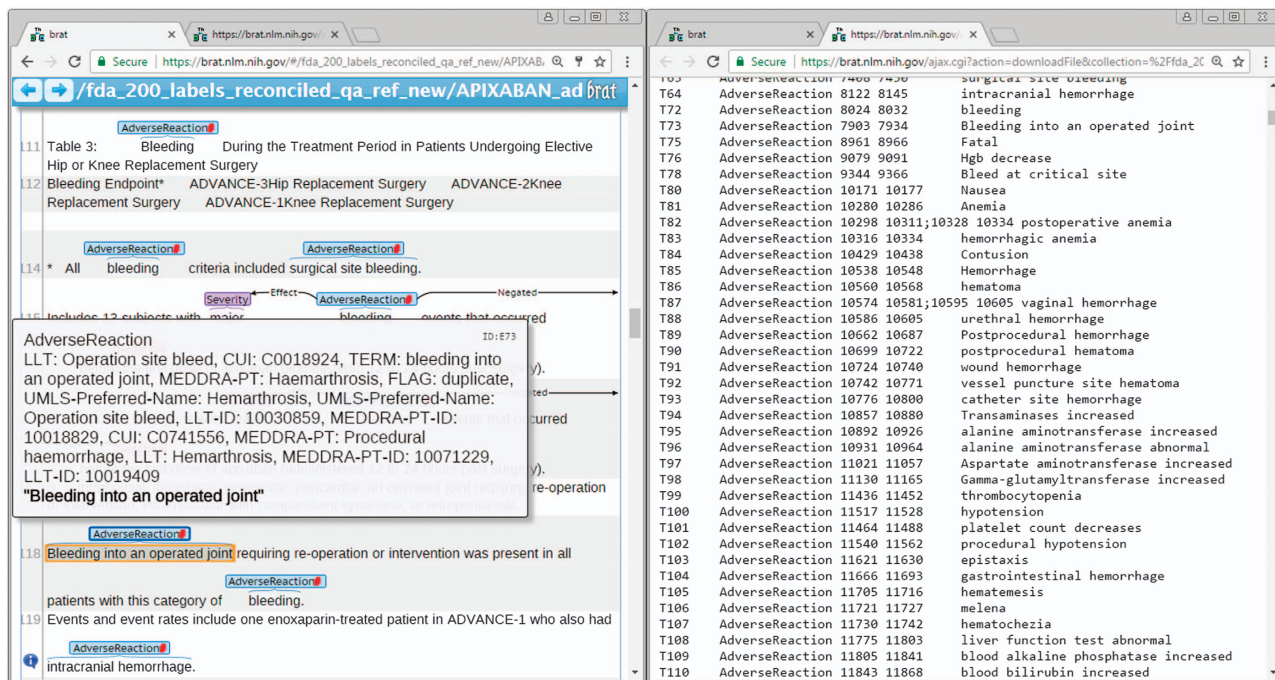 brat
https://brat.nlm.nih.gov/
Secure
https://brat.nlm.nih.gov/#/fda_200_labels_reconciled_qa_ref_new/APIXAB
/fda_200_labels_reconciled_qa_ref_new/APIXABAN_ad brat
AdverseReaction
111 Table 3: Bleeding During the Treatment Period in Patients Undergoing Elective
Hip or Knee Replacement Surgery
112 Bleeding Endpoint* ADVANCE-3Hip Replacement Surgery ADVANCE-2Knee
Replacement Surgery ADVANCE-1Knee Replacement Surgery
AdverseReaction AdverseReaction
114 * All bleeding criteria included surgical site bleeding.
Severity Effect AdverseReaction Negated
Includes 13 subjects with major bleeding events that occurred
AdverseReaction ID:E73
LLT: Operation site bleed, CUI: C0018924, TERM: bleeding into
an operated joint, MEDDRA-PT: Haemarthrosis, FLAG: duplicate,
UMLS-Preferred-Name: Hemarthrosis, UMLS-Preferred-Name:
Operation site bleed, LLT-ID: 10030859, MEDDRA-PT-ID:
10018829, CUI: C0741556, MEDDRA-PT: Procedural
haemorrhage, LLT: Hemarthrosis, MEDDRA-PT-ID: 10071229,
LLT-ID: 10019409
"Bleeding into an operated joint"
re-operation
AdverseReaction
118 Bleeding into an operated joint requiring re-operation or intervention was present in all
AdverseReaction
patients with this category of bleeding.
119 Events and event rates include one enoxaparin-treated patient in ADVANCE-1 who also had
AdverseReaction
intracranial hemorrhage.
brat
https://brat.nlm.nih.gov/
Secure
https://brat.nlm.nih.gov/ajax.cgi?action=downloadFile&collection=%2Ffda_20
T64 AdverseReaction 8122 8145 intracranial hemorrhage
T72 AdverseReaction 8024 8032 bleeding
T73 AdverseReaction 7903 7934 Bleeding into an operated joint
T75 AdverseReaction 8961 8966 Fatal
T76 AdverseReaction 9079 9091 Hgb decrease
T78 AdverseReaction 9344 9366 Bleed at critical site
T80 AdverseReaction 10171 10177 Nausea
T81 AdverseReaction 10280 10286 Anemia
T82 AdverseReaction 10298 10311;10328 10334 postoperative anemia
T83 AdverseReaction 10316 10334 hemorrhagic anemia
T84 AdverseReaction 10429 10438 Contusion
T85 AdverseReaction 10538 10548 Hemorrhage
T86 AdverseReaction 10560 10568 hematoma
T87 AdverseReaction 10574 10581;10595 10605 vaginal hemorrhage
T88 AdverseReaction 10586 10605 urethral hemorrhage
T89 AdverseReaction 10662 10687 Postprocedural hemorrhage
T90 AdverseReaction 10699 10722 postprocedural hematoma
T91 AdverseReaction 10724 10740 wound hemorrhage
T92 AdverseReaction 10742 10771 vessel puncture site hematoma
T93 AdverseReaction 10776 10800 catheter site hemorrhage
T94 AdverseReaction 10857 10880 Transaminases increased
T95 AdverseReaction 10892 10926 alanine aminotransferase increased
T96 AdverseReaction 10931 10964 alanine aminotransferase abnormal
T97 AdverseReaction 11021 11057 Aspartate aminotransferase increased
T98 AdverseReaction 11130 11165 Gamma-glutamyltransferase increased
T99 AdverseReaction 11436 11452 thrombocytopenia
T100 AdverseReaction 11517 11528 hypotension
T101 AdverseReaction 11464 11488 platelet count decreases
T102 AdverseReaction 11540 11562 procedural hypotension
T103 AdverseReaction 11621 11630 epistaxis
T104 AdverseReaction 11666 11693 gastrointestinal hemorrhage
T105 AdverseReaction 11705 11716 hematemesis
T106 AdverseReaction 11721 11727 melena
T107 AdverseReaction 11730 11742 hematochezia
T108 AdverseReaction 11775 11803 liver function test abnormal
T109 AdverseReaction 11805 11841 blood alkaline phosphatase increased
T110 AdverseReaction 11843 11868 blood bilirubin increased